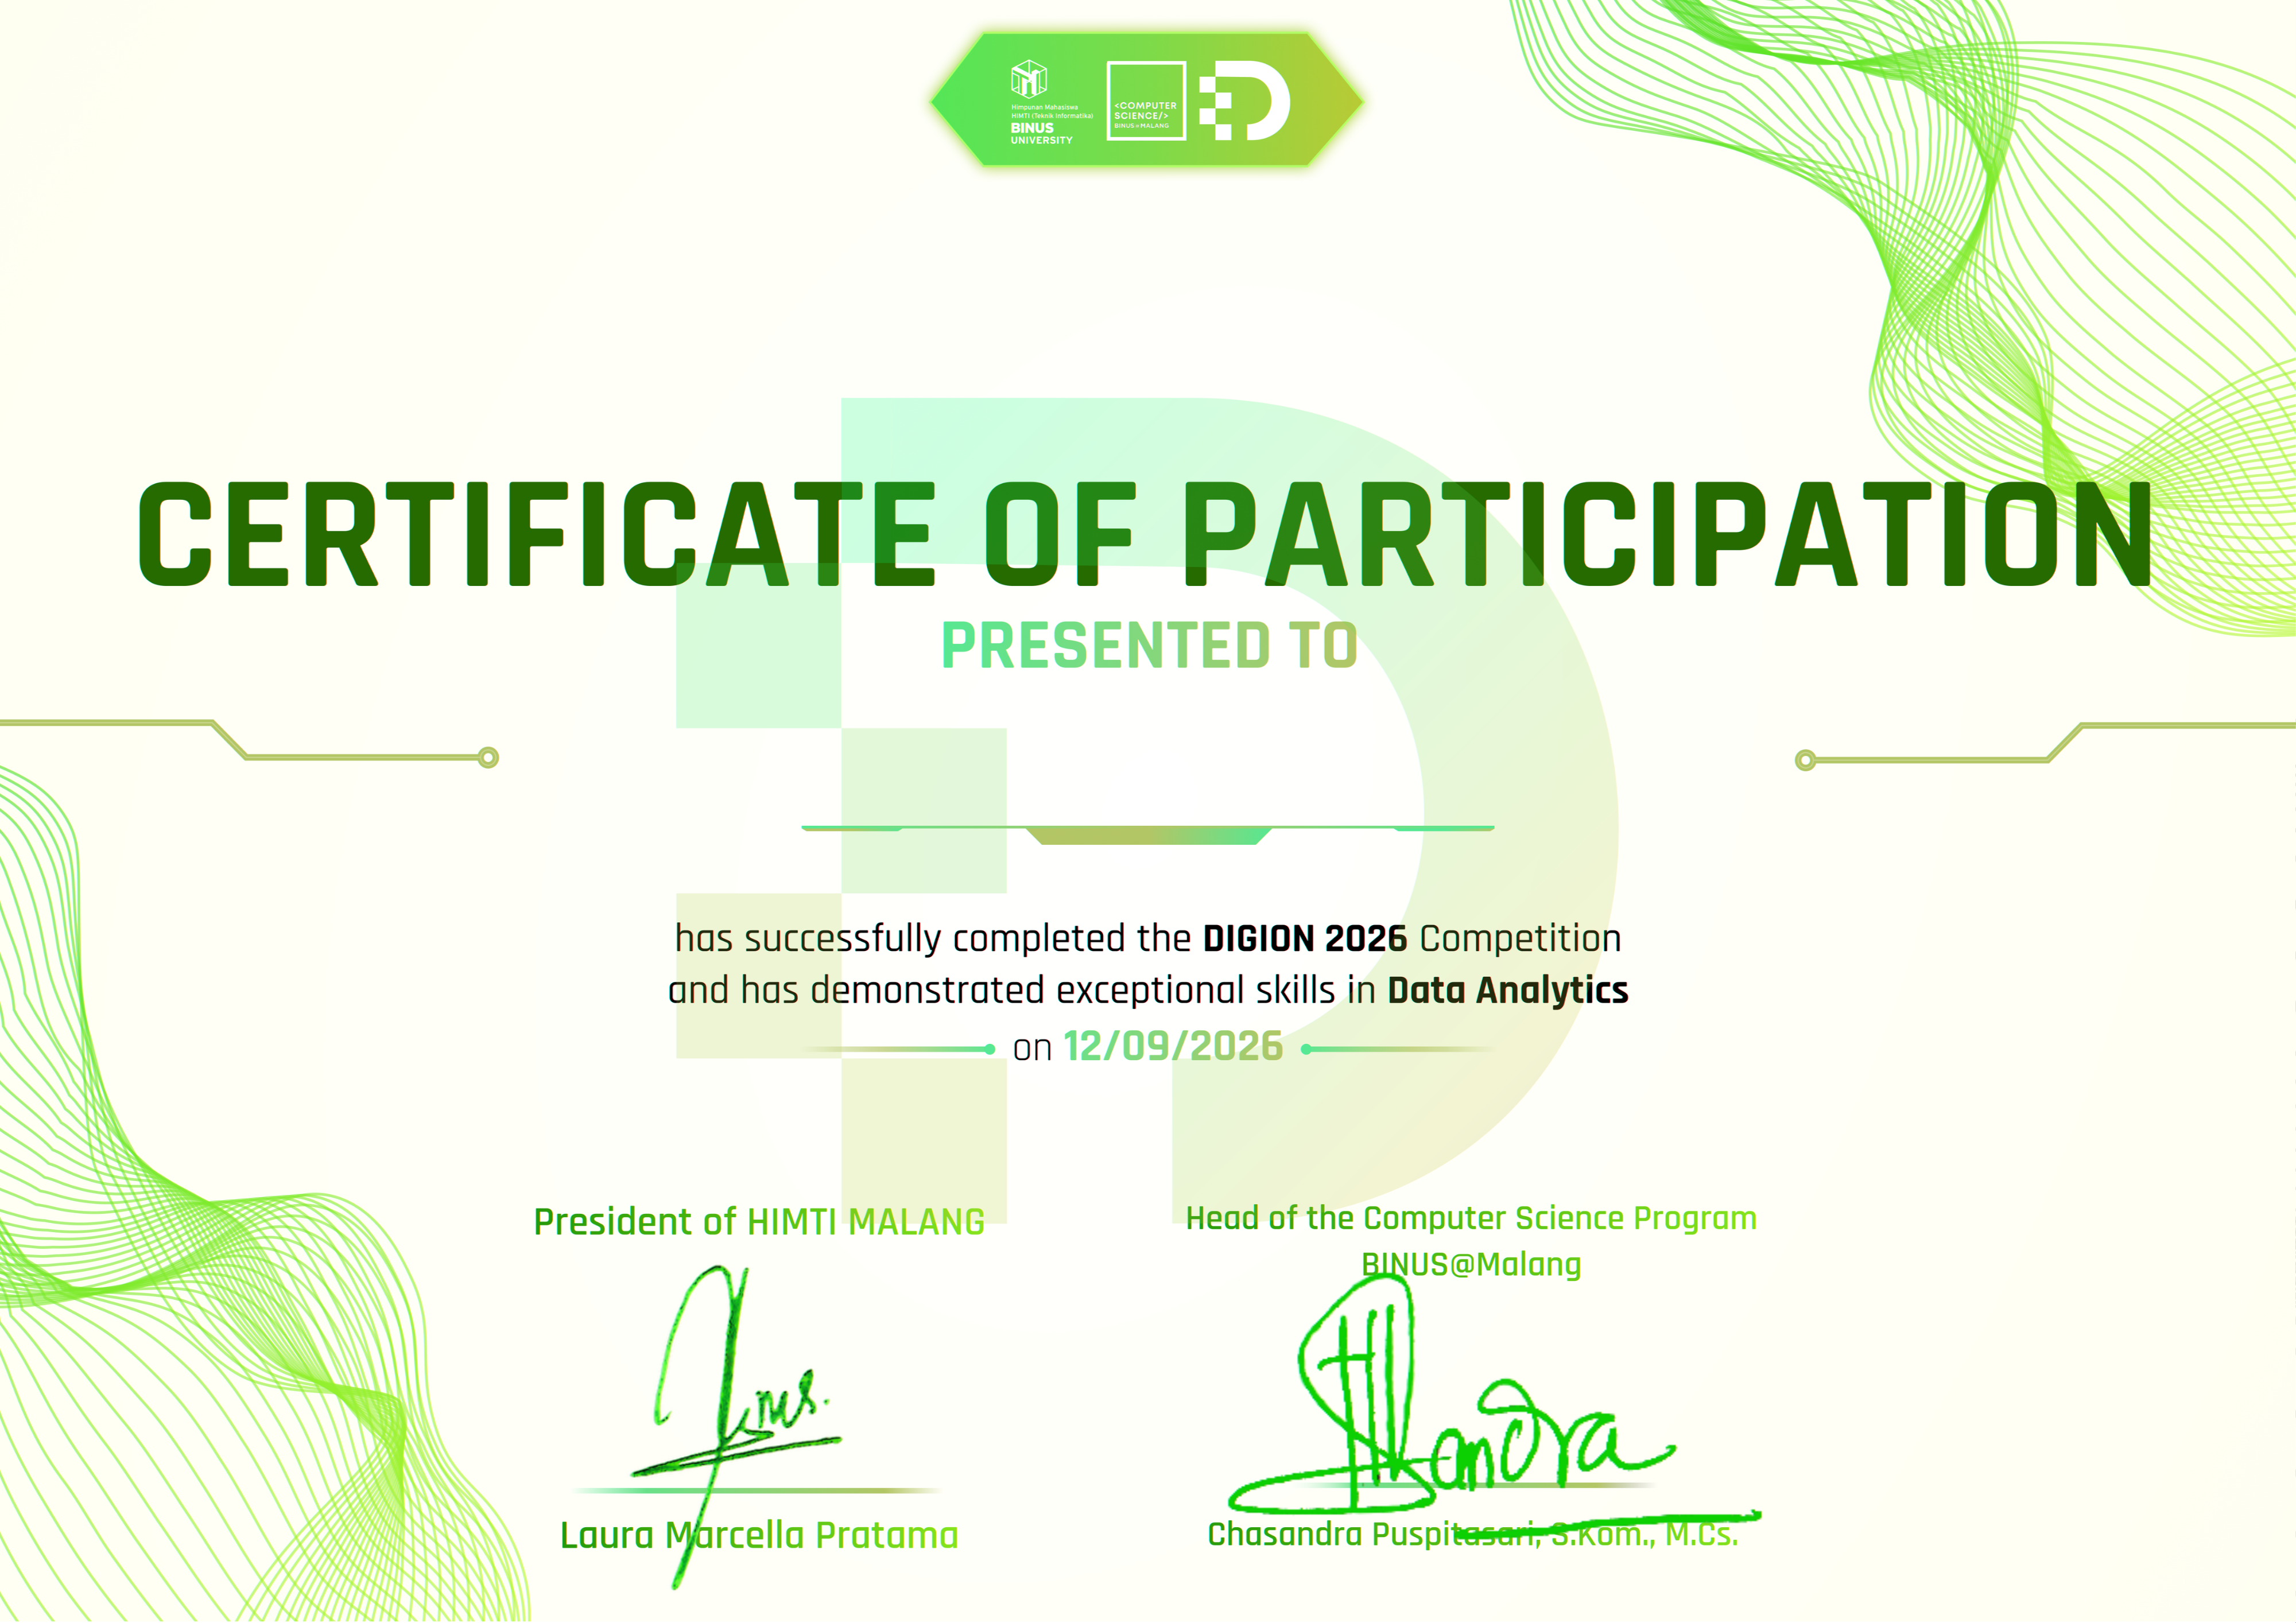 Himpunan Mahasiswa
HIMTI (Teknik Informatika)
BINUS
UNIVERSITY
<COMPUTER
SCIENCE/>
BINUS @MALANG
CERTIFICATE OF PARTICIPATION
PRESENTED TO
has successfully completed the DIGION 2026 Competition
and has demonstrated exceptional skills in Data Analytics
on 12/09/2026
President of HIMTI MALANG
Laura Marcella Pratama
Head of the Computer Science Program
BINUS@Malang
Chasandra Puspitasari, S.Kom., M.Cs.